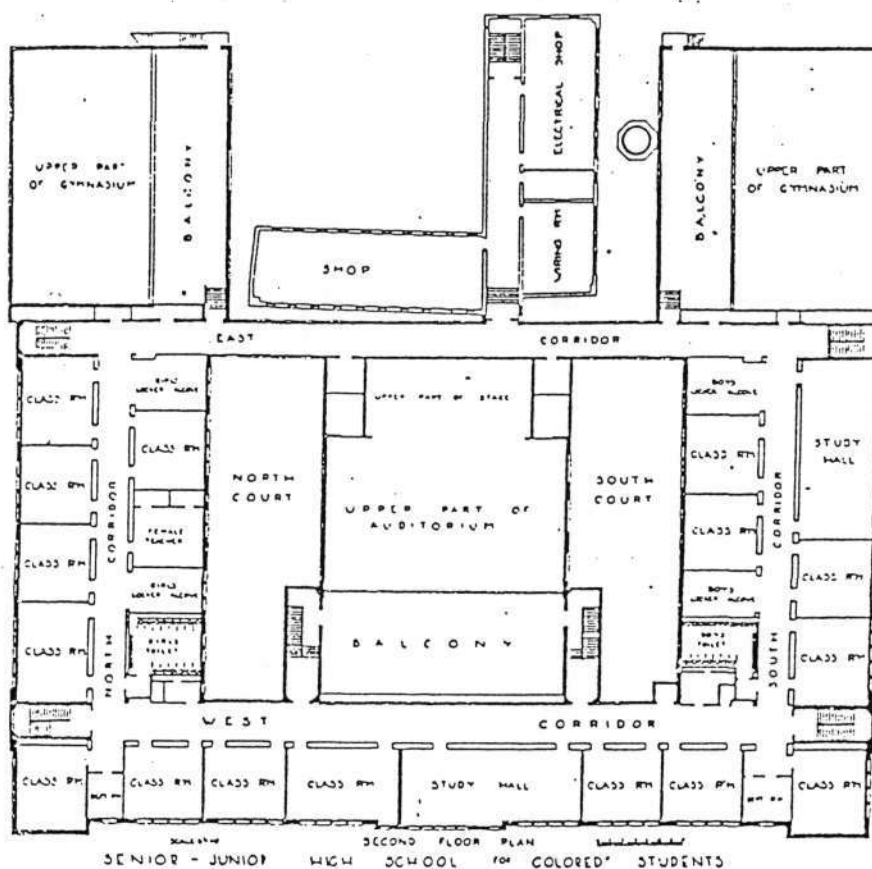 ELECTRICAL SHOP
UPPER PART
OF GYMNASIUM
BALCONY
BALCONY
UPPER PART
OF GYMNASIUM
WIRING RM
SHOP
EAST CORRIDOR
GIRLS
LOCKER ALCOVE
UPPER PART OF STAGE
BOYS
LOCKER ALCOVE
CLASS RM
CLASS RM
CLASS RM
STUDY
HALL
NORTH
COURT
SOUTH
COURT
CLASS RM
CLASS RM
CORRIDOR
UPPER PART OF
AUDITORIUM
CORRIDOR
FEMALE
TEACHER
CLASS RM
CLASS RM
GIRLS
LOCKER ALCOVE
BOYS
LOCKER ALCOVE
CLASS RM
GIRLS
TOILET
BALCONY
BOYS
TOILET
CLASS RM
NORTH
SOUTH
WEST CORRIDOR
CLASS RM
CLASS RM
CLASS RM
CLASS RM
STUDY HALL
CLASS RM
CLASS RM
CLASS RM
SECOND FLOOR PLAN
SENIOR - JUNIOR HIGH SCHOOL FOR COLORED STUDENTS